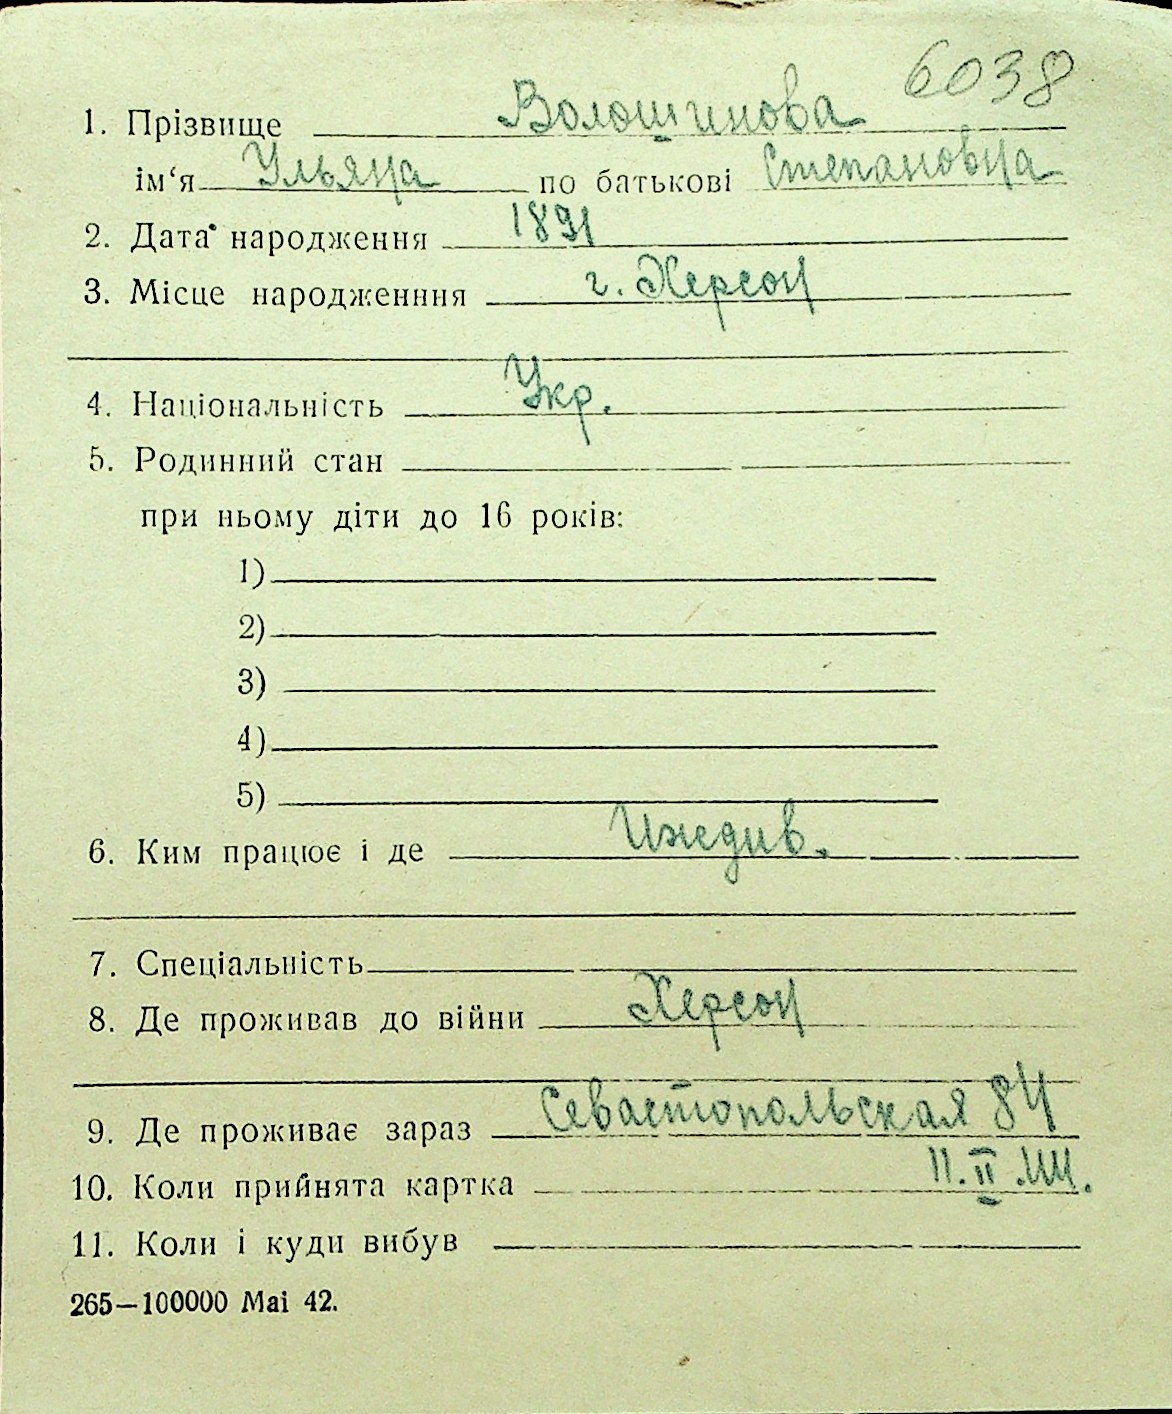 6038
1. Прізвище Волошинова
ім‘я Ульяна по батькові Степановна
2. Дата народження 1891
3. Місце народженння г. Херсон
4. Національність Укр.
5. Родинний стан
при ньому діти до 16 років:
1)
2)
3)
4)
5)
6. Ким працює і де Иждив.
7. Спеціальність
8. Де проживав до війни Херсон
9. Де проживає зараз Севастопольская 84
10. Коли прийнята картка 11.II.44.
11. Коли і куди вибув
265—100000 Mai 42.